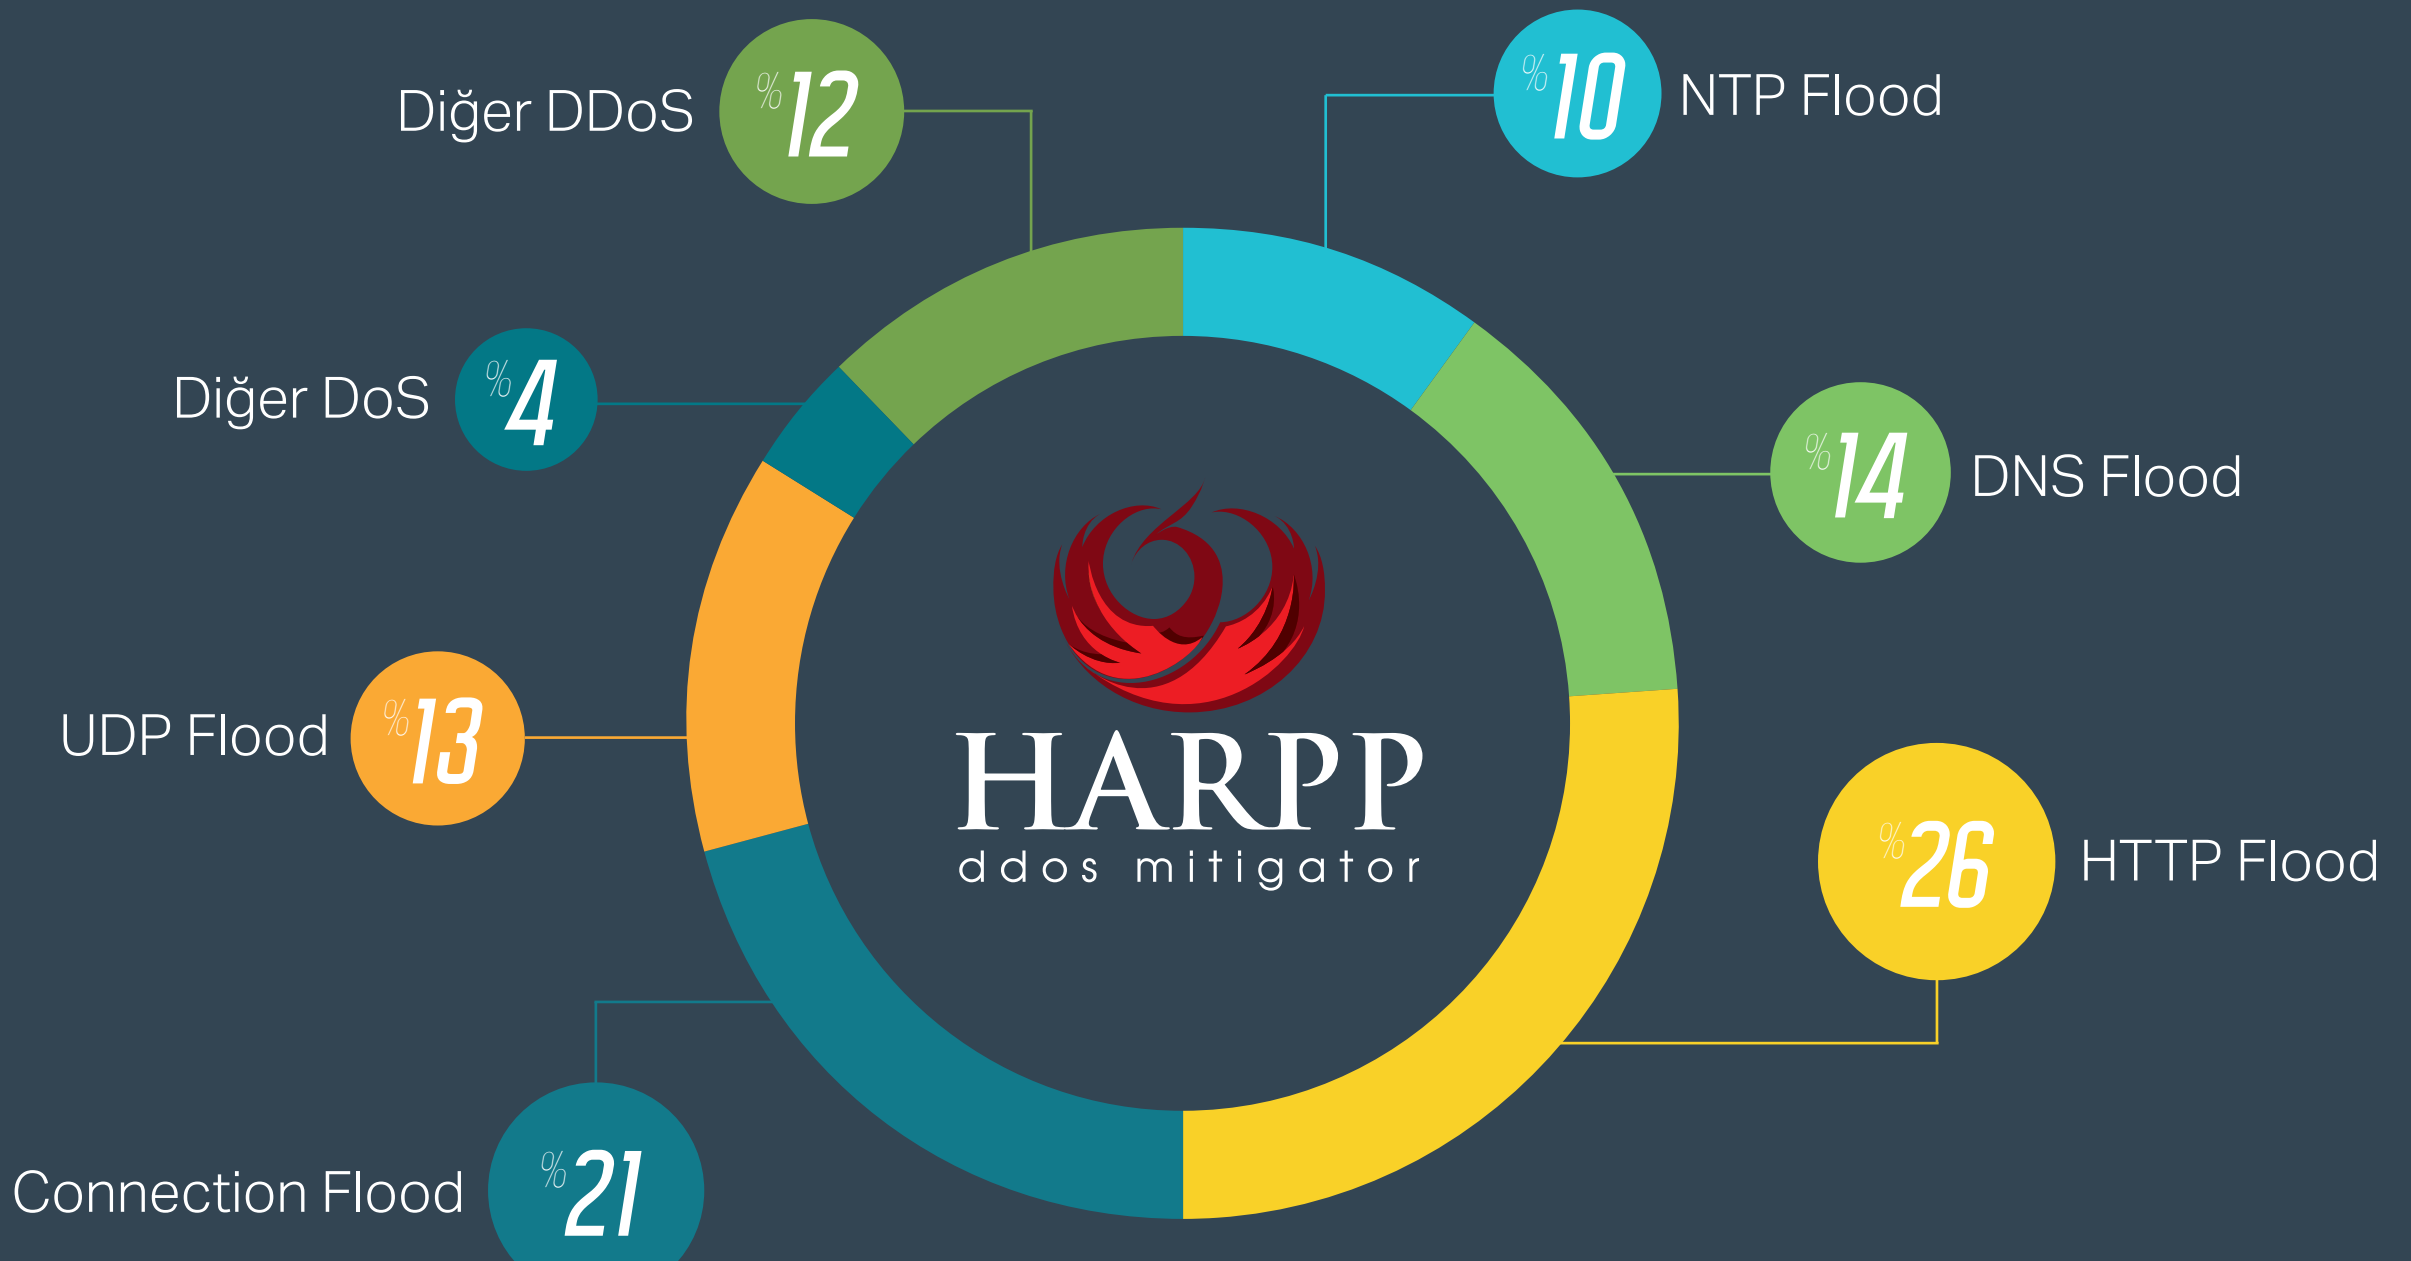 Diğer DDoS
%12
%10
NTP Flood
Diğer DoS
%4
%14
DNS Flood
UDP Flood
%13
HARPP
ddos mitigator
%26
HTTP Flood
Connection Flood
%21